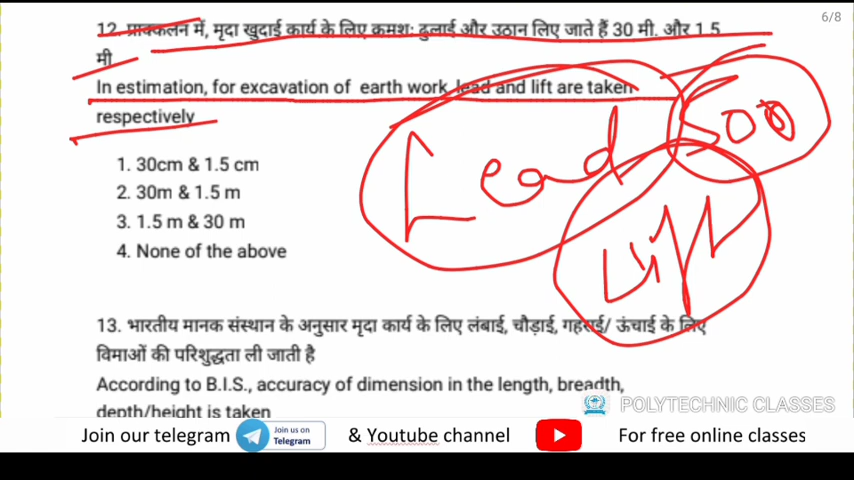 6/8
12. प्राक्कलन में, मृदा खुदाई कार्य के लिए क्रमश: ढुलाई और उठान लिए जाते हैं 30 मी. और 1.5
मी
In estimation, for excavation of earth work lead and lift are taken
respectively
Lead 500
Lift
1. 30cm & 1.5 cm
2. 30m & 1.5 m
3. 1.5 m & 30 m
4. None of the above
13. भारतीय मानक संस्थान के अनुसार मृदा कार्य के लिए लंबाई, चौड़ाई, गहराई/ ऊंचाई के लिए
विमाओं की परिशुद्धता ली जाती है
According to B.I.S., accuracy of dimension in the length, breadth,
depth/height is taken
POLYTECHNIC CLASSES
Join our telegram Join us on Telegram & Youtube channel For free online classes